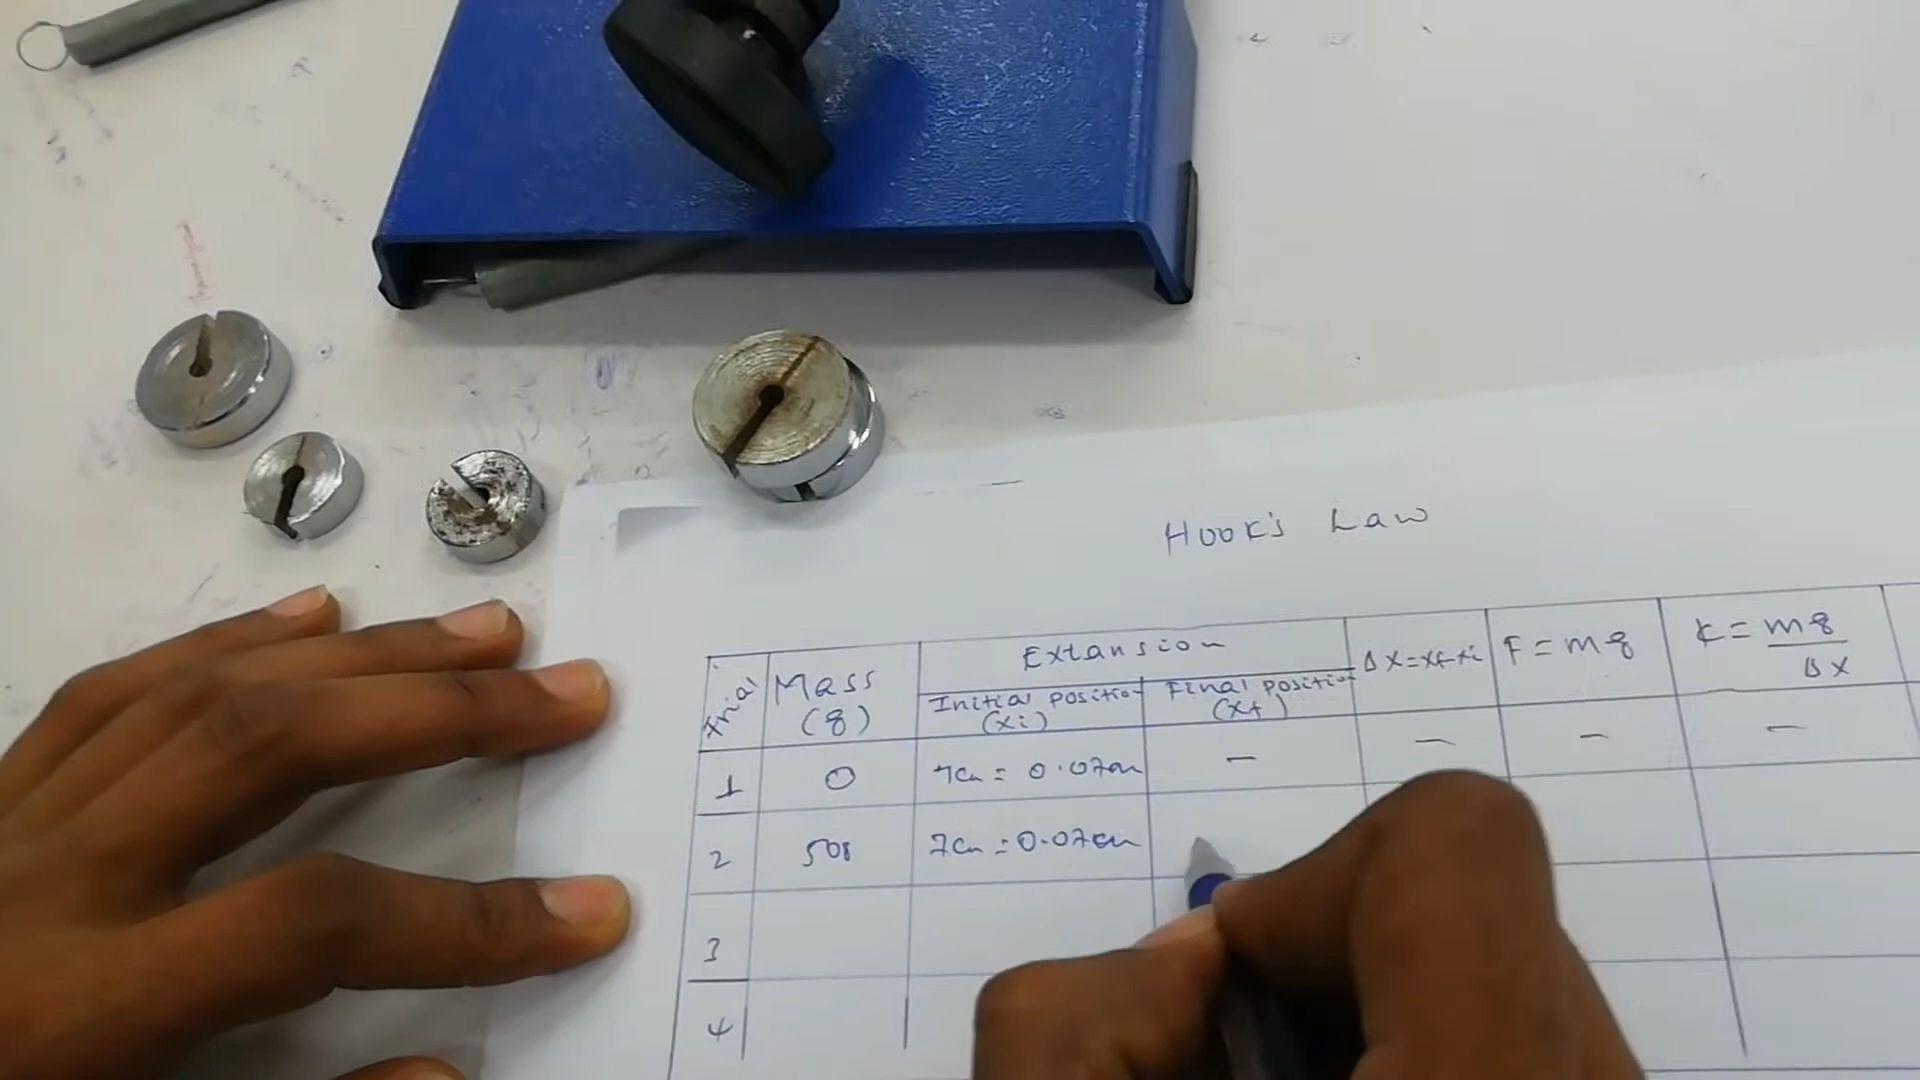 Hook's Law
Trial
Mass
(g)
Extansion
Initial position
(xi)
Final position
(xf)
Δx=xf-xi
F = mg
K = mg
Δx
1
0
7cm = 0.07cm
–
–
–
–
2
50g
7cm = 0.07cm
3
4